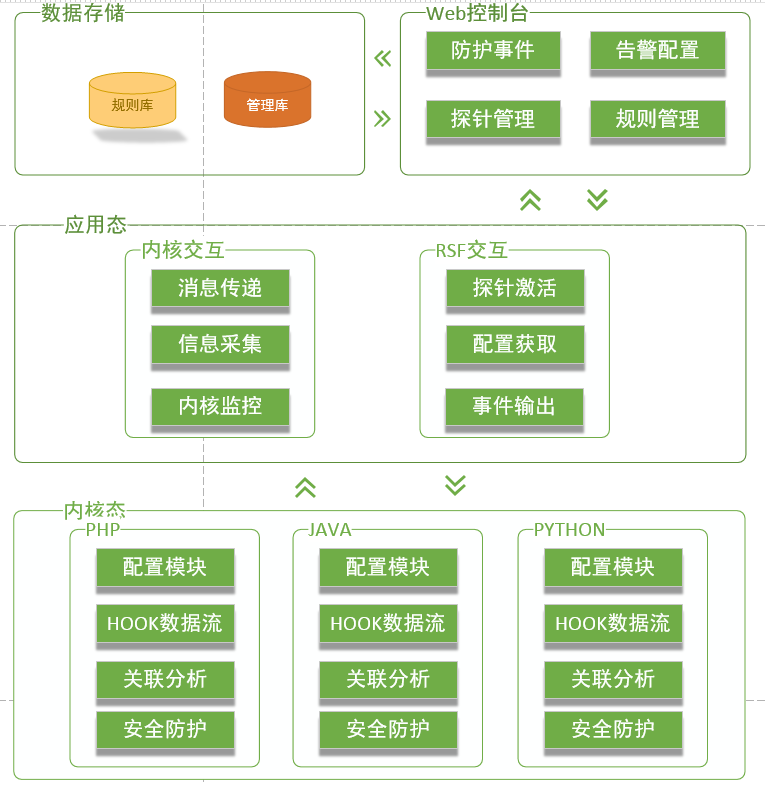 数据存储
规则库
管理库
Web控制台
防护事件
告警配置
探针管理
规则管理
应用态
内核交互
消息传递
信息采集
内核监控
RSF交互
探针激活
配置获取
事件输出
内核态
PHP
配置模块
HOOK数据流
关联分析
安全防护
JAVA
配置模块
HOOK数据流
关联分析
安全防护
PYTHON
配置模块
HOOK数据流
关联分析
安全防护